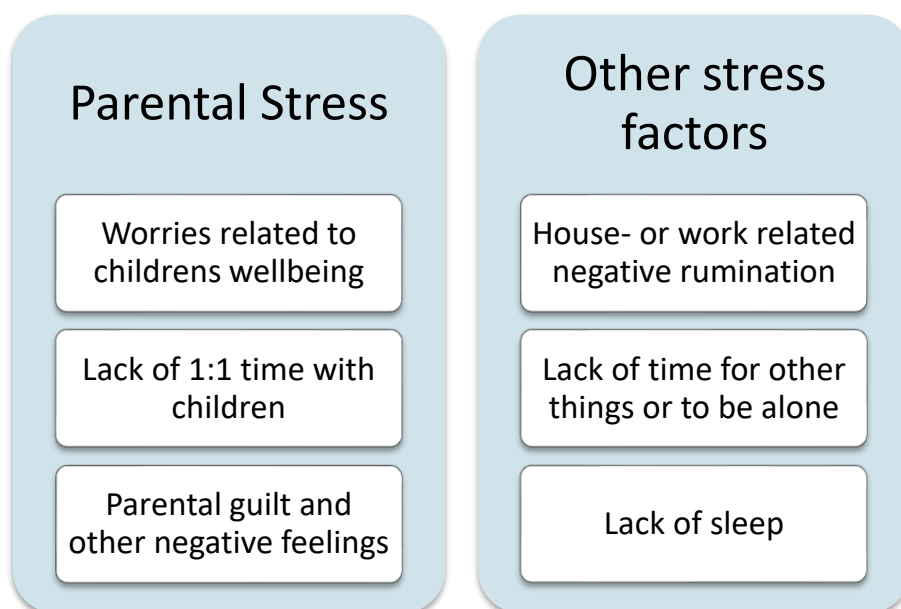 Parental Stress
Worries related to
childrens wellbeing
Lack of 1:1 time with
children
Parental guilt and
other negative feelings
Other stress
factors
House- or work related
negative rumination
Lack of time for other
things or to be alone
Lack of sleep